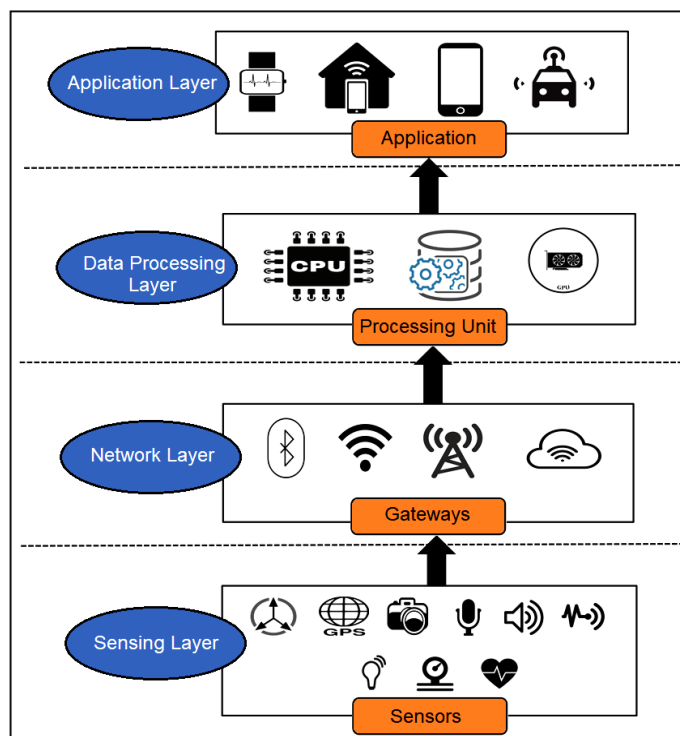 Application Layer
Application
Data Processing
Layer
CPU
GPU
Processing Unit
Network Layer
Gateways
GPS
Sensing Layer
Sensors